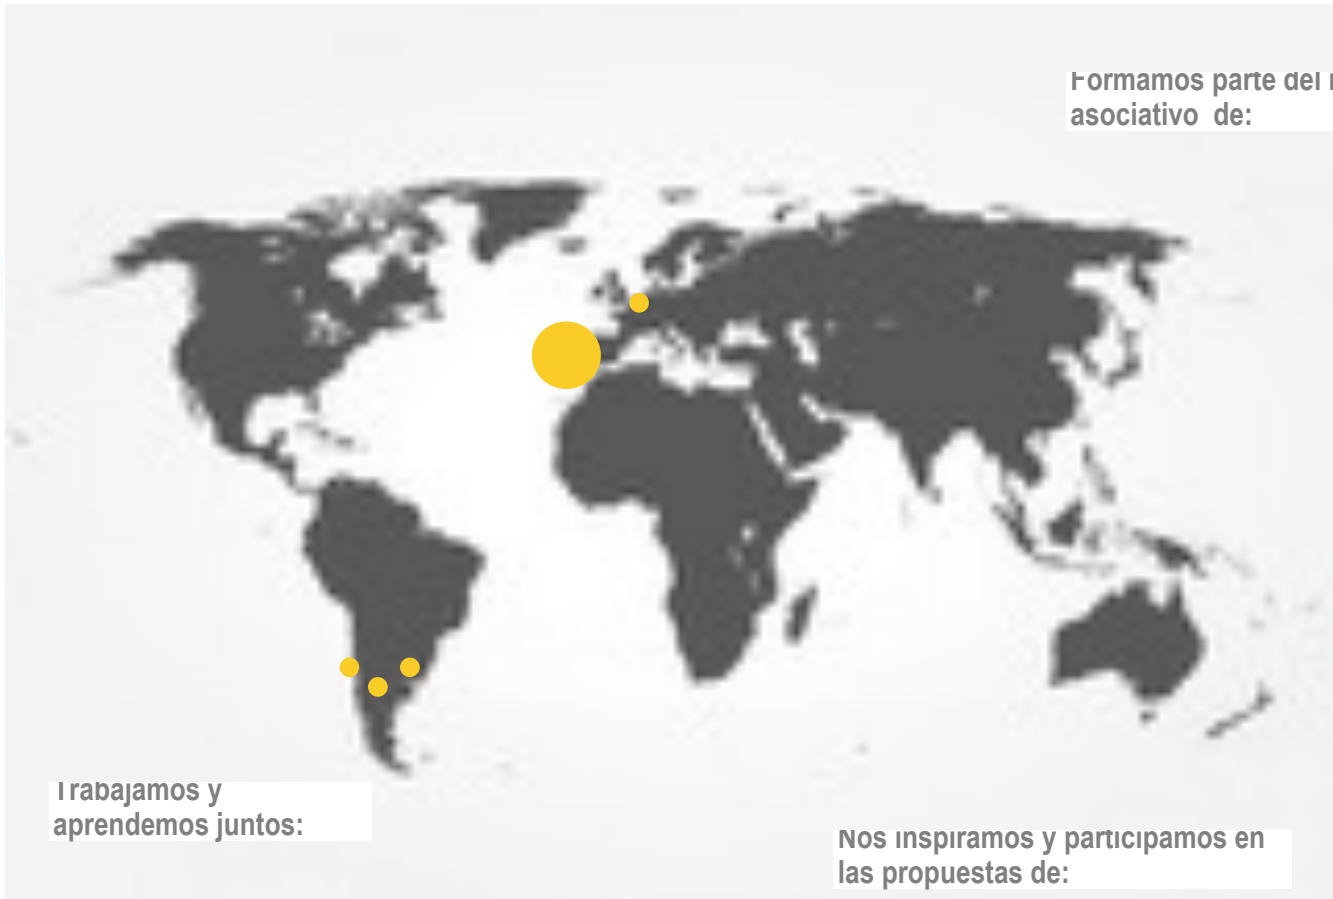 Formamos parte del
asociativo de:
Trabajamos y
aprendemos juntos:
Nos inspiramos y participamos en
las propuestas de: